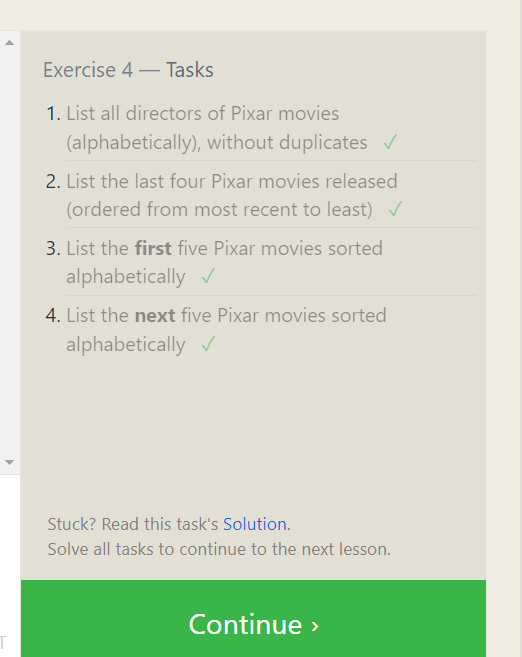 Exercise 4 — Tasks
1. List all directors of Pixar movies
(alphabetically), without duplicates ✓
2. List the last four Pixar movies released
(ordered from most recent to least) ✓
3. List the first five Pixar movies sorted
alphabetically ✓
4. List the next five Pixar movies sorted
alphabetically ✓
Stuck? Read this task's Solution.
Solve all tasks to continue to the next lesson.
Continue ›